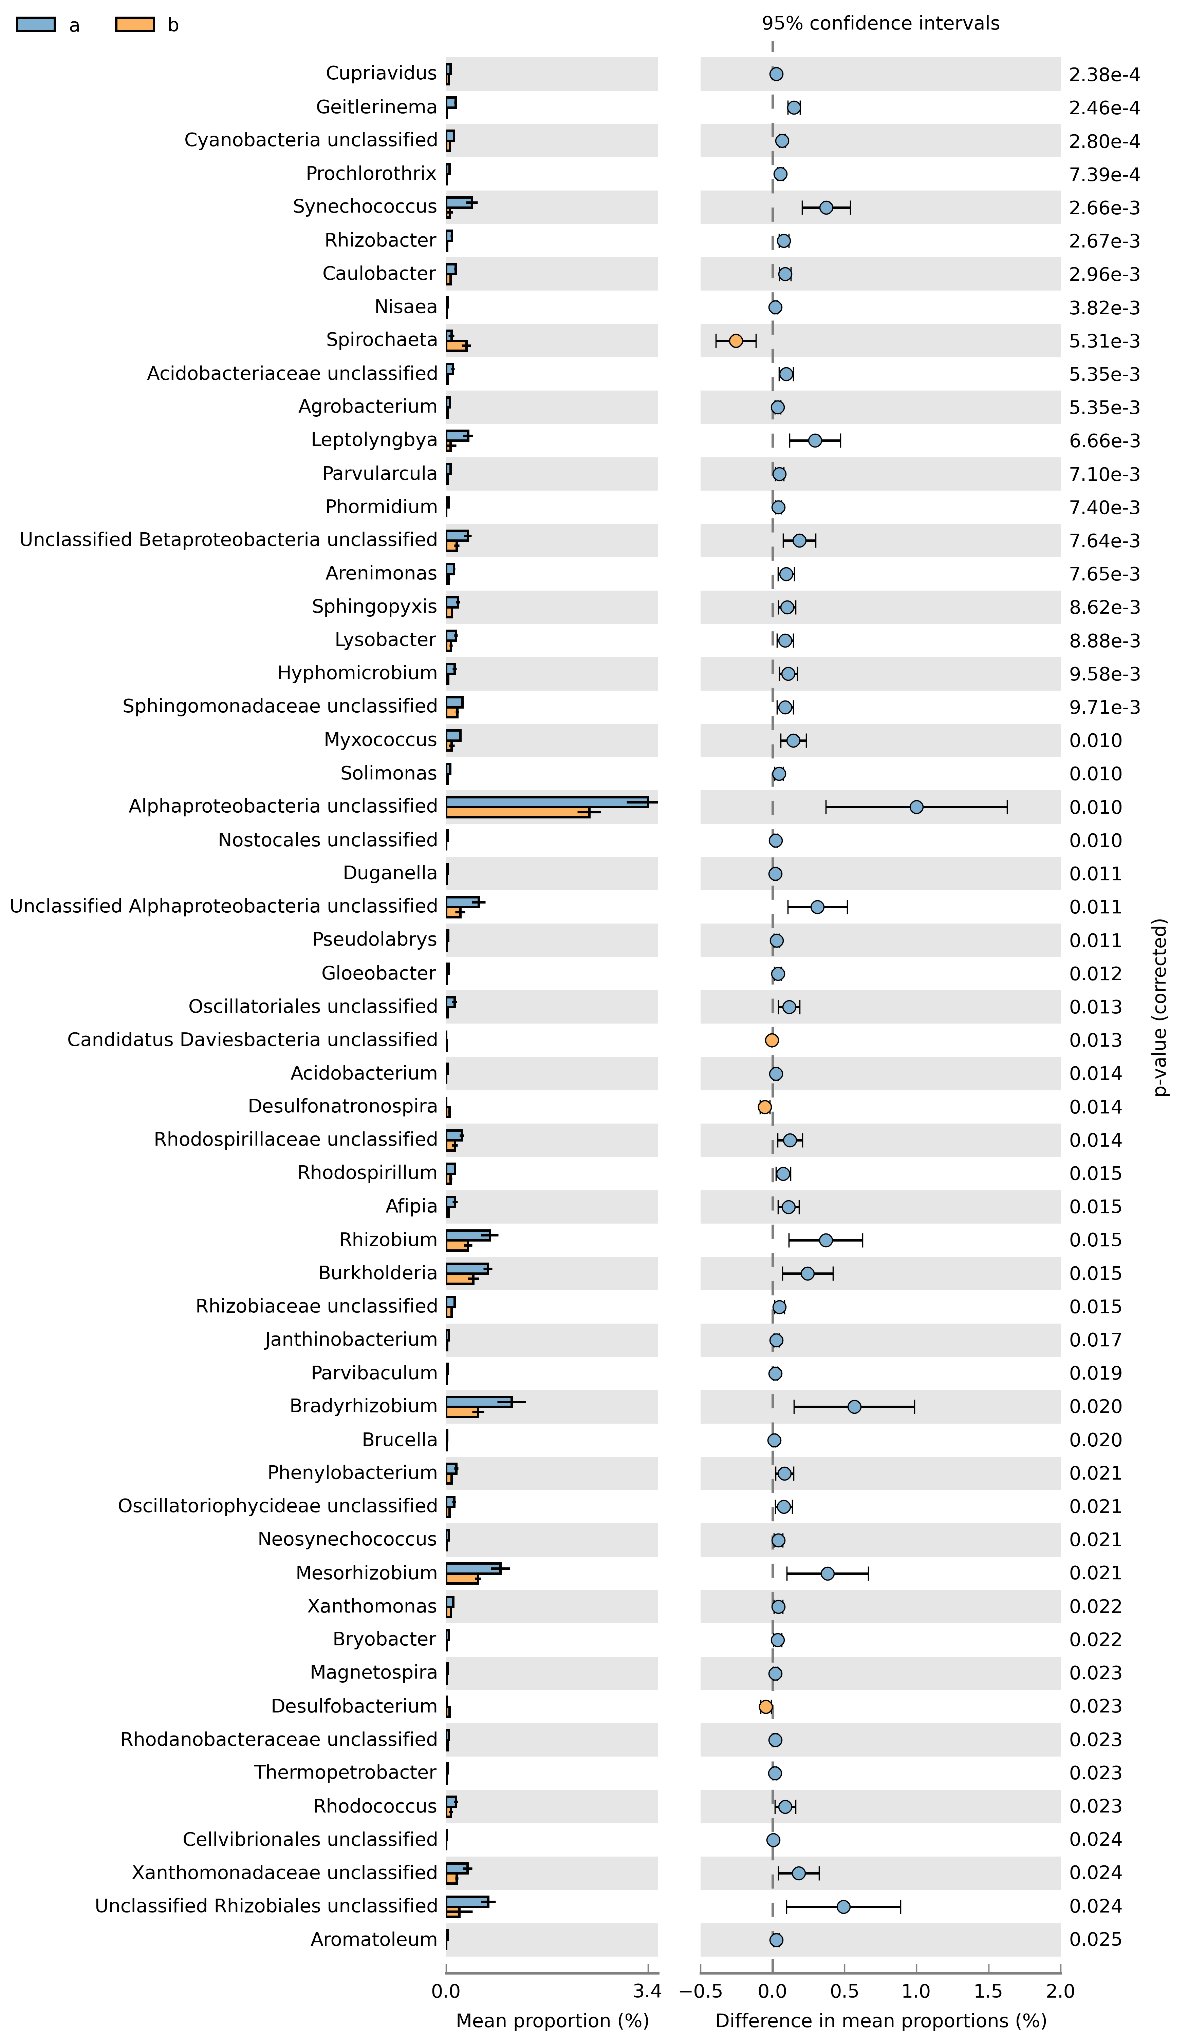 a b 95% confidence intervals
Cupriavidus 2.38e-4
Geitlerinema 2.46e-4
Cyanobacteria unclassified 2.80e-4
Prochlorothrix 7.39e-4
Synechococcus 2.66e-3
Rhizobacter 2.67e-3
Caulobacter 2.96e-3
Nisaea 3.82e-3
Spirochaeta 5.31e-3
Acidobacteriaceae unclassified 5.35e-3
Agrobacterium 5.35e-3
Leptolyngbya 6.66e-3
Parvularcula 7.10e-3
Phormidium 7.40e-3
Unclassified Betaproteobacteria unclassified 7.64e-3
Arenimonas 7.65e-3
Sphingopyxis 8.62e-3
Lysobacter 8.88e-3
Hyphomicrobium 9.58e-3
Sphingomonadaceae unclassified 9.71e-3
Myxococcus 0.010
Solimonas 0.010
Alphaproteobacteria unclassified 0.010
Nostocales unclassified 0.010
Duganella 0.011
Unclassified Alphaproteobacteria unclassified 0.011
Pseudolabrys 0.011
Gloeobacter 0.012
Oscillatoriales unclassified 0.013
Candidatus Daviesbacteria unclassified 0.013
Acidobacterium 0.014
Desulfonatronospira 0.014
Rhodospirillaceae unclassified 0.014
Rhodospirillum 0.015
Afipia 0.015
Rhizobium 0.015
Burkholderia 0.015
Rhizobiaceae unclassified 0.015
Janthinobacterium 0.017
Parvibaculum 0.019
Bradyrhizobium 0.020
Brucella 0.020
Phenylobacterium 0.021
Oscillatoriophycideae unclassified 0.021
Neosynechococcus 0.021
Mesorhizobium 0.021
Xanthomonas 0.022
Bryobacter 0.022
Magnetospira 0.023
Desulfobacterium 0.023
Rhodanobacteraceae unclassified 0.023
Thermopetrobacter 0.023
Rhodococcus 0.023
Cellvibrionales unclassified 0.024
Xanthomonadaceae unclassified 0.024
Unclassified Rhizobiales unclassified 0.024
Aromatoleum 0.025
p-value (corrected)
0.0 3.4 −0.5 0.0 0.5 1.0 1.5 2.0
Mean proportion (%) Difference in mean proportions (%)